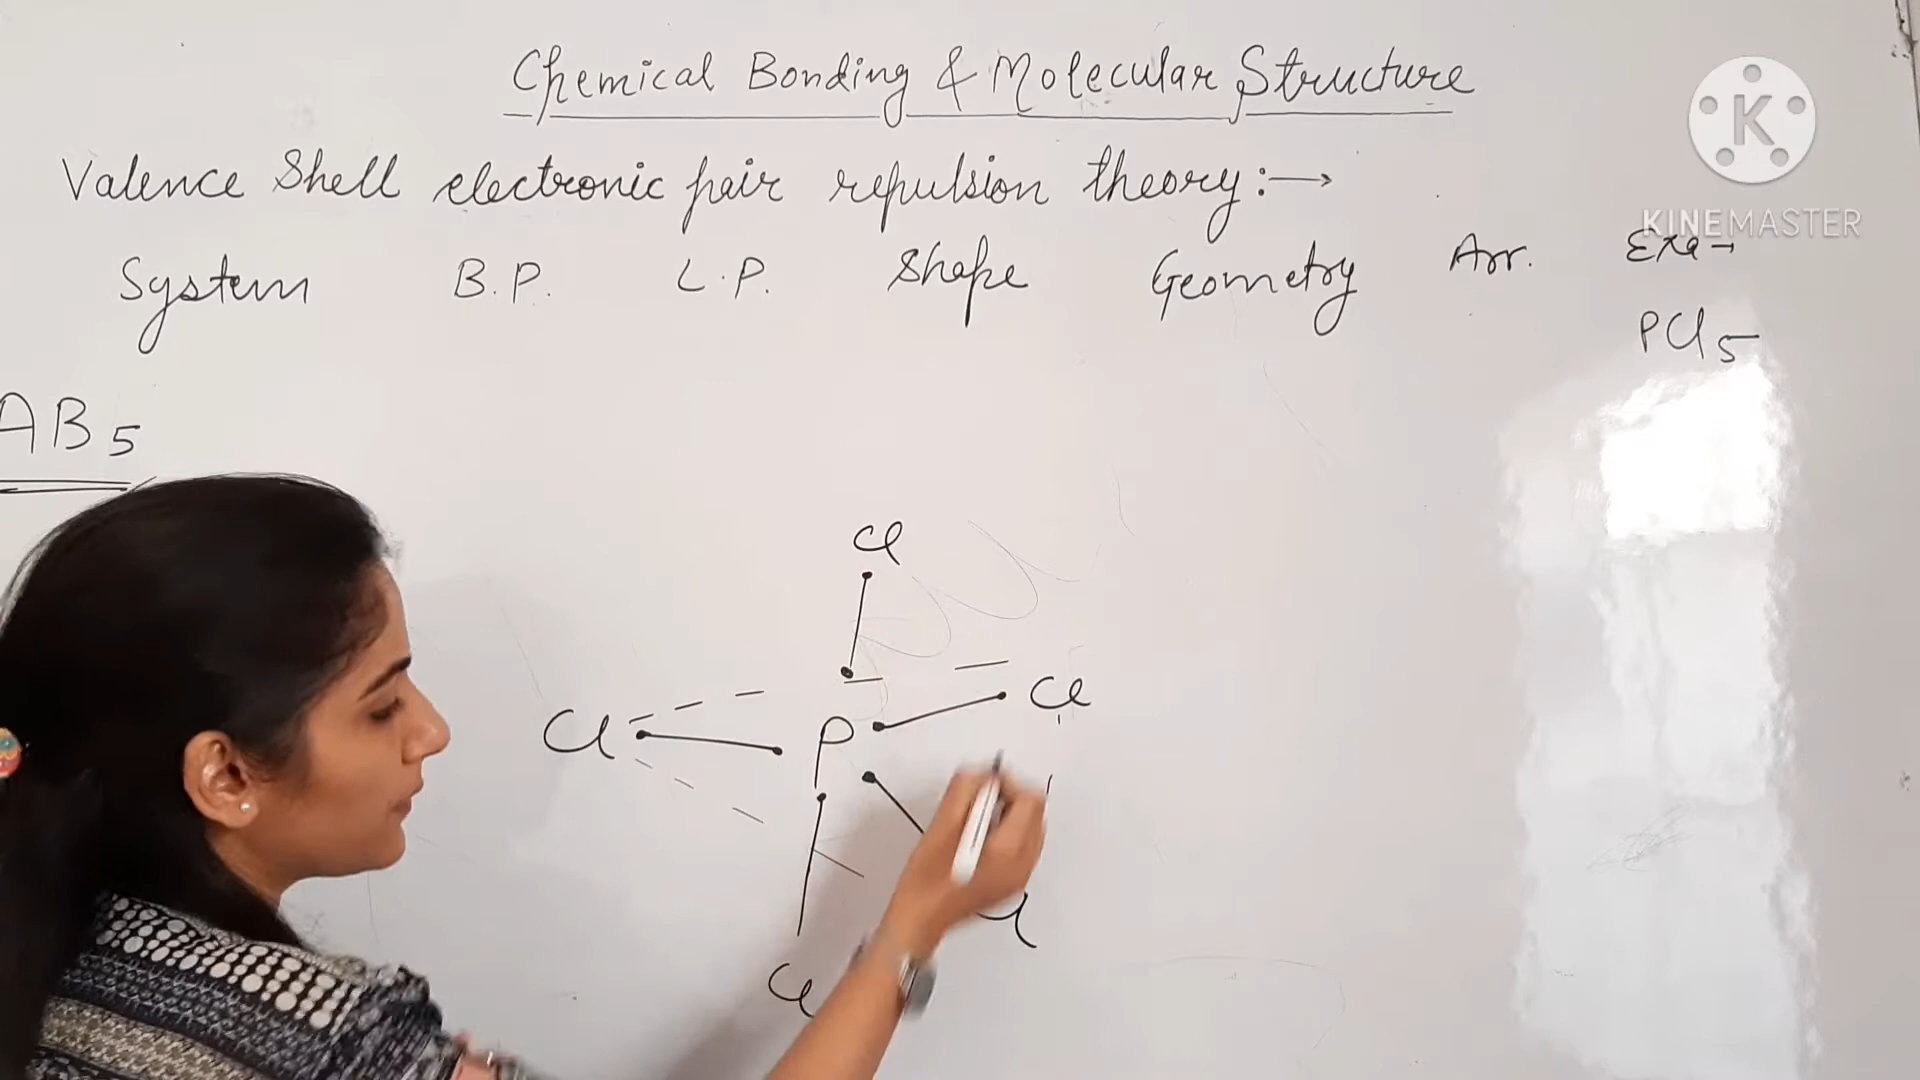 Chemical Bonding & Molecular Structure
K
KINEMASTER
Valence Shell electronic pair repulsion theory:→
System B.P. L.P. Shape Geometry Arr. Exa→
PCl5
AB5
Cl
Cl P Cl
Cl
Cl